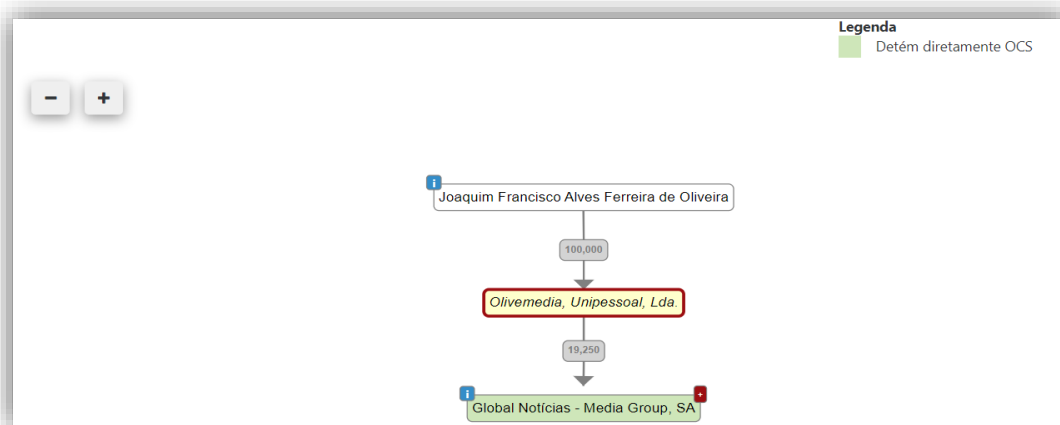 Legenda
Detém diretamente OCS
− +
i
Joaquim Francisco Alves Ferreira de Oliveira
100,000
Olivemedia, Unipessoal, Lda.
19,250
i +
Global Notícias - Media Group, SA